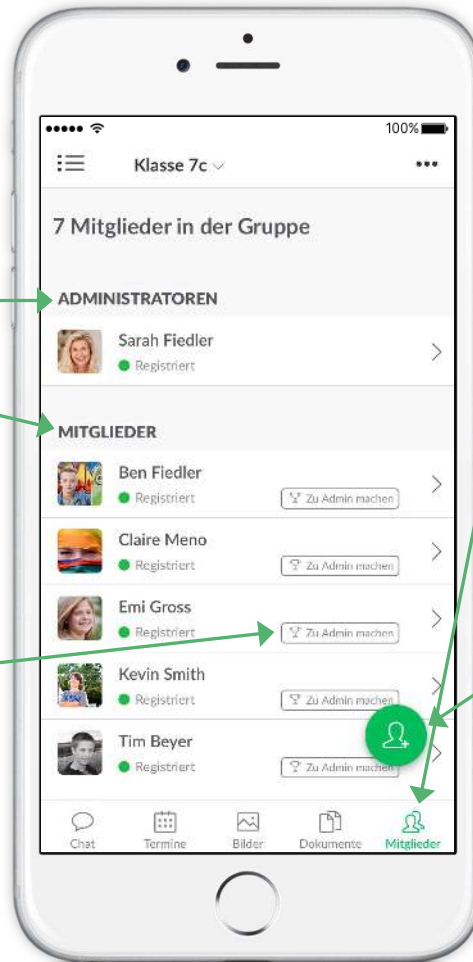 100%
Klasse 7c
7 Mitglieder in der Gruppe
ADMINISTRATOREN
Sarah Fiedler
Registriert
MITGLIEDER
Ben Fiedler
Registriert
Zu Admin machen
Claire Meno
Registriert
Zu Admin machen
Emi Gross
Registriert
Zu Admin machen
Kevin Smith
Registriert
Zu Admin machen
Tim Beyer
Registriert
Zu Admin machen
Chat Termine Bilder Dokumente Mitglieder